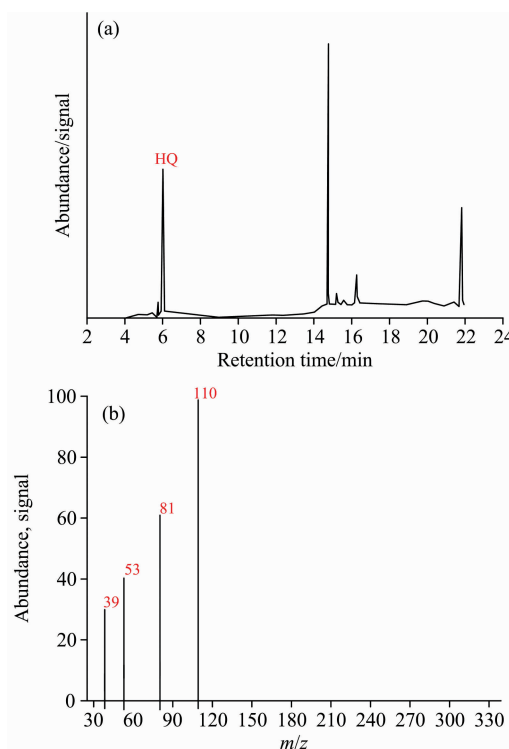 (a)
Abundance/signal
HQ
2 4 6 8 10 12 14 16 18 20 22 24
Retention time/min
(b)
Abundance, signal
100
80
60
40
20
0
110
81
53
39
30 60 90 120 150 180 210 240 270 300 330
m/z